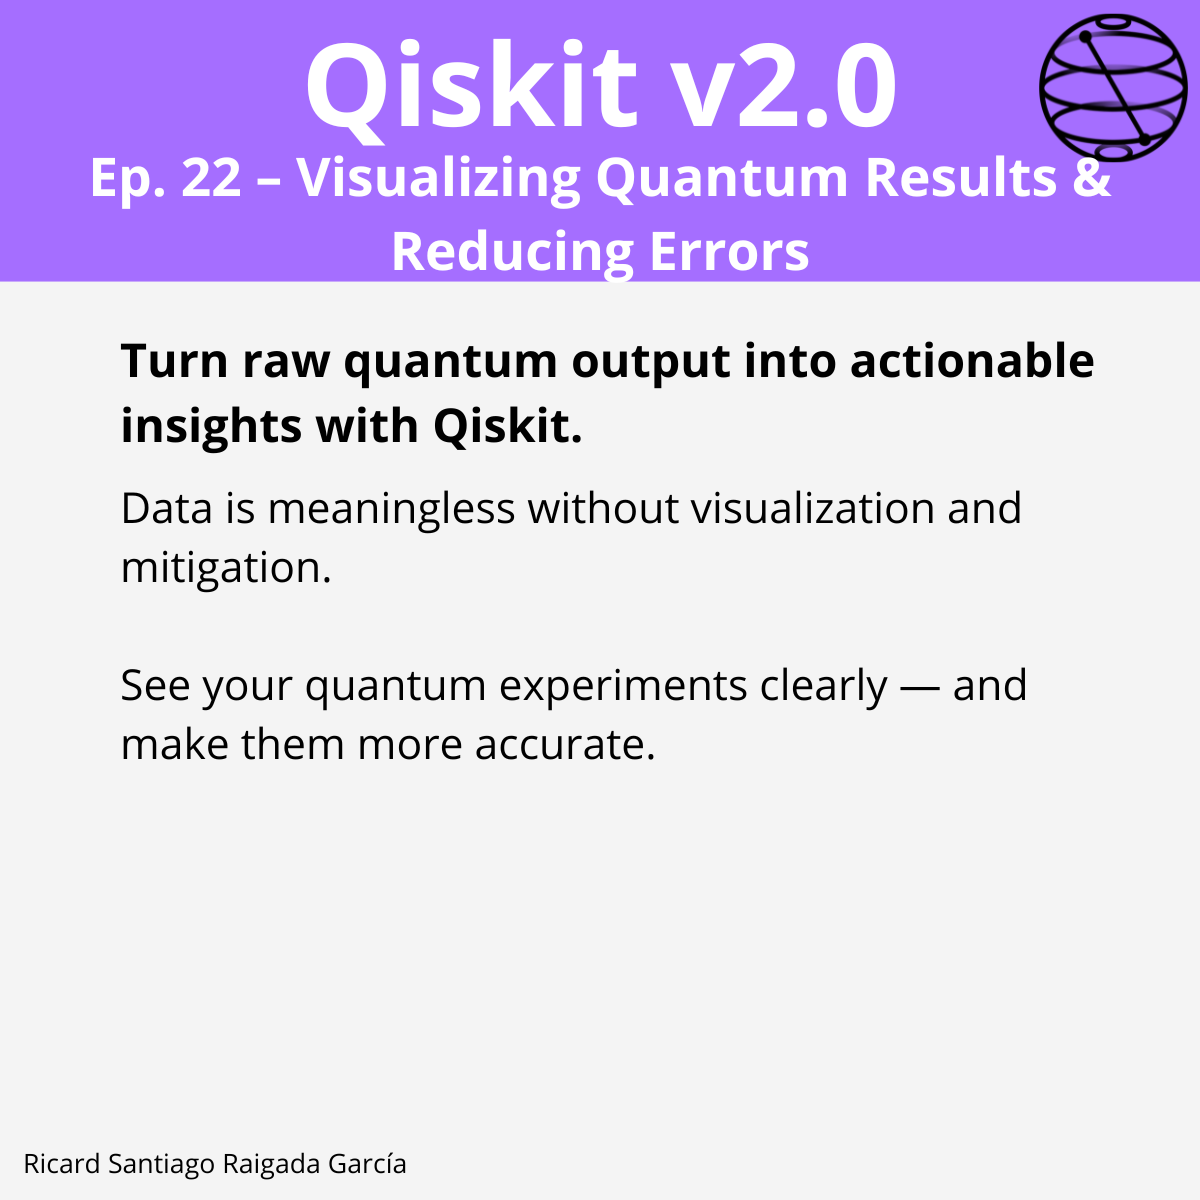 Qiskit v2.0
Ep. 22 – Visualizing Quantum Results &
Reducing Errors
Turn raw quantum output into actionable
insights with Qiskit.
Data is meaningless without visualization and
mitigation.
See your quantum experiments clearly — and
make them more accurate.
Ricard Santiago Raigada García